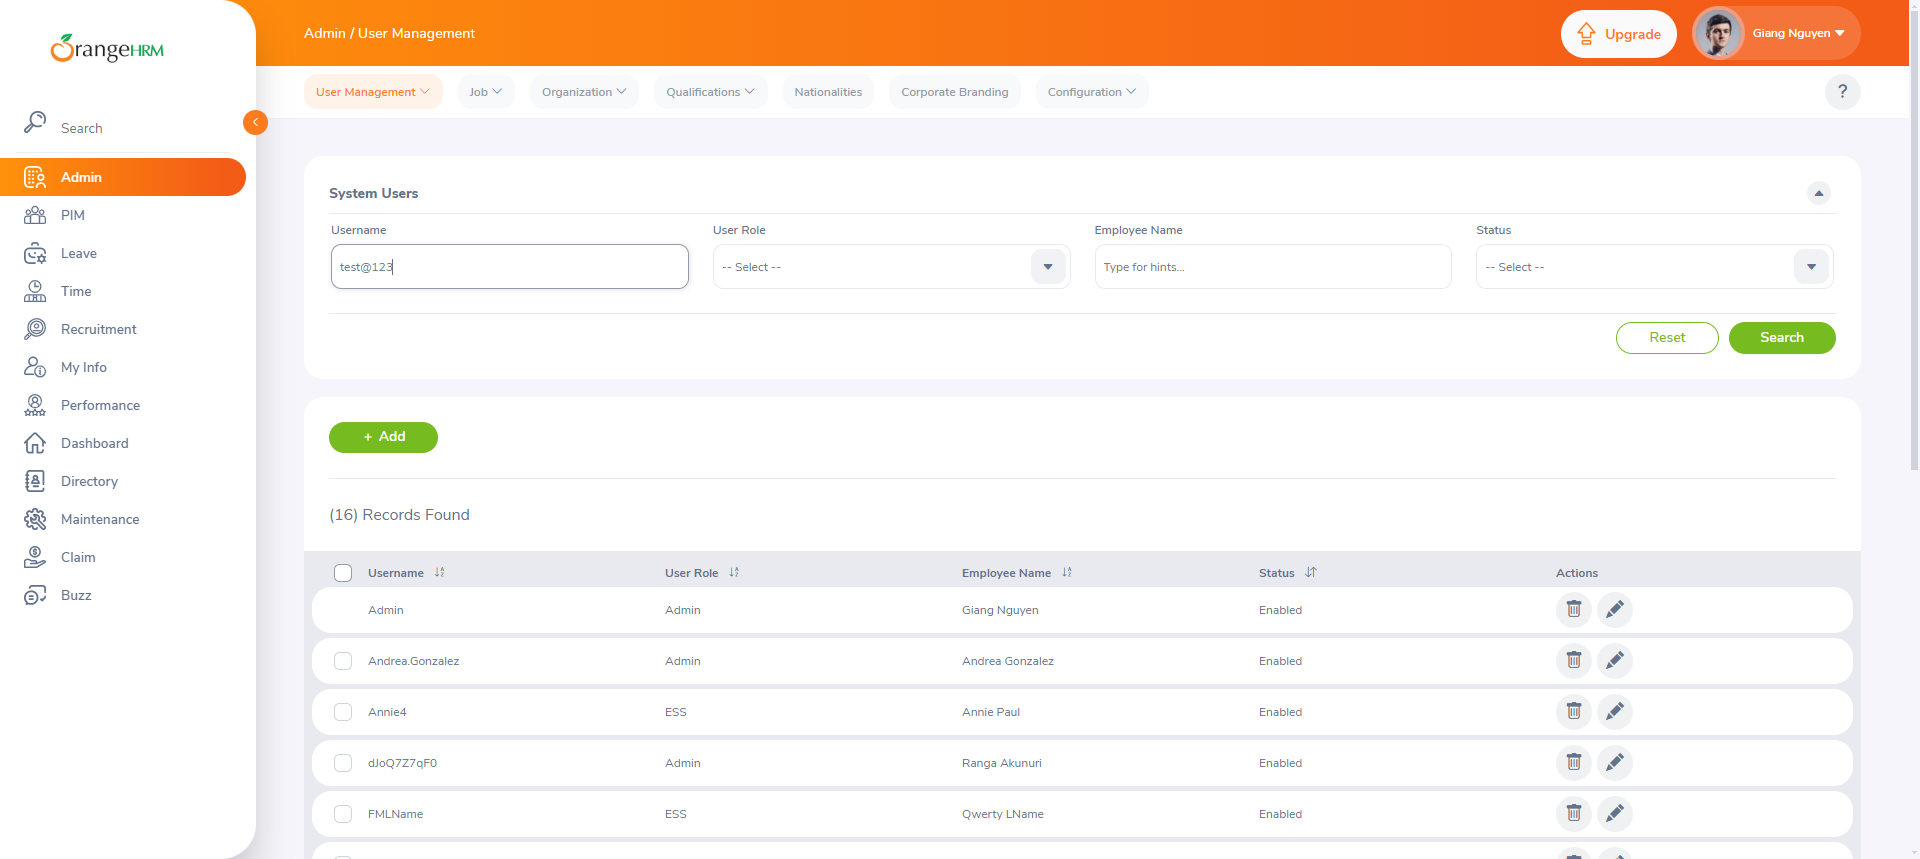 OrangeHRM
Admin / User Management
Upgrade
Giang Nguyen
User Management
Job
Organization
Qualifications
Nationalities
Corporate Branding
Configuration
?
Search
Admin
PIM
Leave
Time
Recruitment
My Info
Performance
Dashboard
Directory
Maintenance
Claim
Buzz
System Users
Username
User Role
Employee Name
Status
test@123
-- Select --
Type for hints...
-- Select --
Reset
Search
+ Add
(16) Records Found
Username User Role Employee Name Status Actions
Admin Admin Giang Nguyen Enabled
Andrea.Gonzalez Admin Andrea Gonzalez Enabled
Annie4 ESS Annie Paul Enabled
dJoQ7Z7qF0 Admin Ranga Akunuri Enabled
FMLName ESS Qwerty LName Enabled